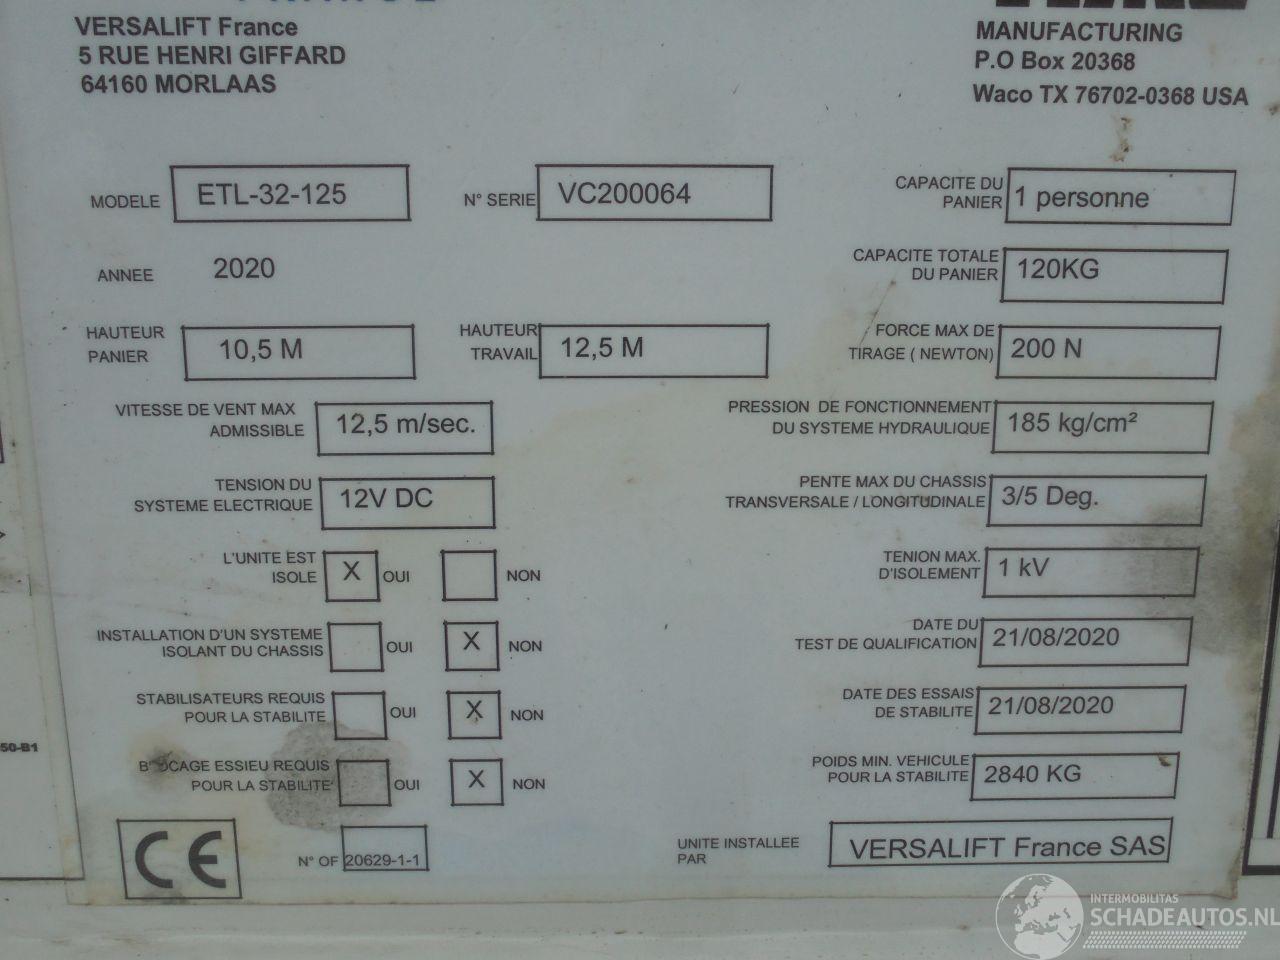 VERSALIFT France
5 RUE HENRI GIFFARD
64160 MORLAAS
MANUFACTURING
P.O Box 20368
Waco TX 76702-0368 USA
MODELE ETL-32-125
N° SERIE VC200064
CAPACITE DU
PANIER 1 personne
ANNEE 2020
CAPACITE TOTALE
DU PANIER 120KG
HAUTEUR
PANIER 10,5 M
HAUTEUR
TRAVAIL 12,5 M
FORCE MAX DE
TIRAGE ( NEWTON) 200 N
VITESSE DE VENT MAX
ADMISSIBLE 12,5 m/sec.
PRESSION DE FONCTIONNEMENT
DU SYSTEME HYDRAULIQUE 185 kg/cm²
TENSION DU
SYSTEME ELECTRIQUE 12V DC
PENTE MAX DU CHASSIS
TRANSVERSALE / LONGITUDINALE 3/5 Deg.
L'UNITE EST
ISOLE X OUI NON
TENION MAX.
D'ISOLEMENT 1 kV
INSTALLATION D'UN SYSTEME
ISOLANT DU CHASSIS OUI X NON
DATE DU
TEST DE QUALIFICATION 21/08/2020
STABILISATEURS REQUIS
POUR LA STABILITE OUI X NON
DATE DES ESSAIS
DE STABILITE 21/08/2020
50-B1
ESSIEU REQUIS
POUR LA STABILITE OUI X NON
POIDS MIN. VEHICULE
POUR LA STABILITE 2840 KG
CE
N° OF 20629-1-1
UNITE INSTALLEE
PAR VERSALIFT France SAS
INTERMOBILITAS
SCHADEAUTOS.NL